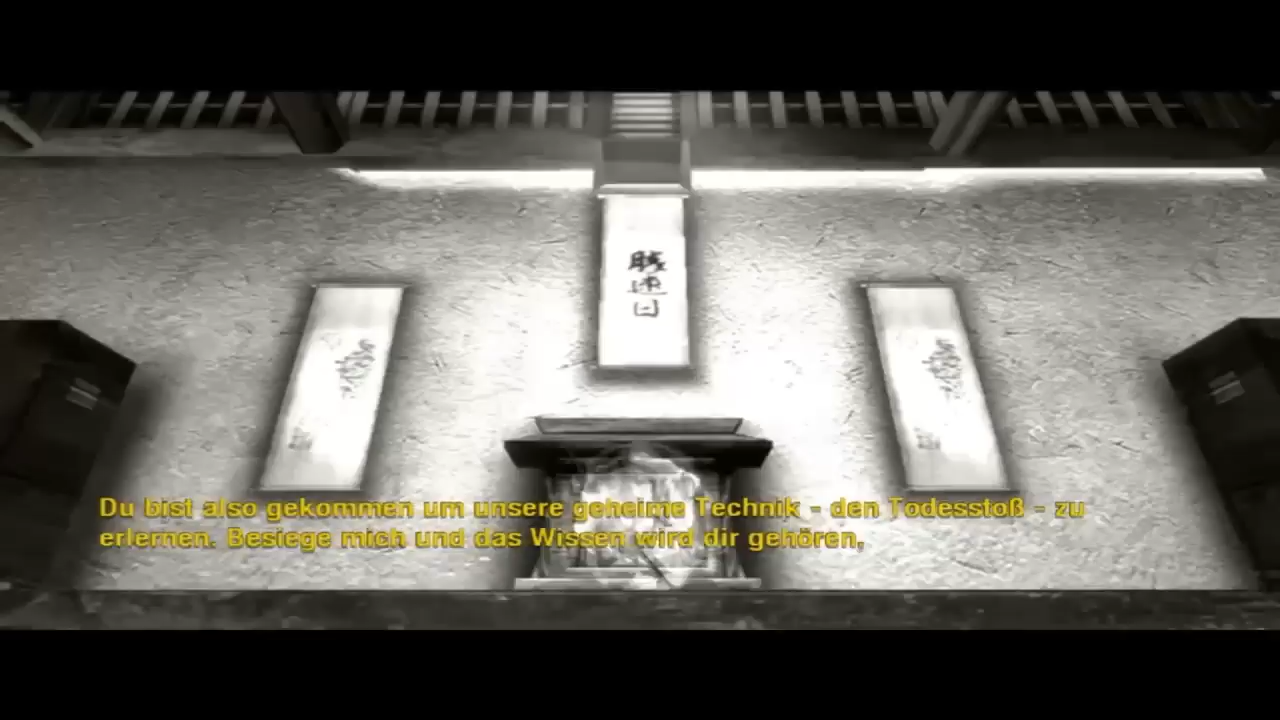 Du bist also gekommen um unsere geheime Technik - den Todesstoß - zu
erlernen. Besiege mich und das Wissen wird dir gehören,